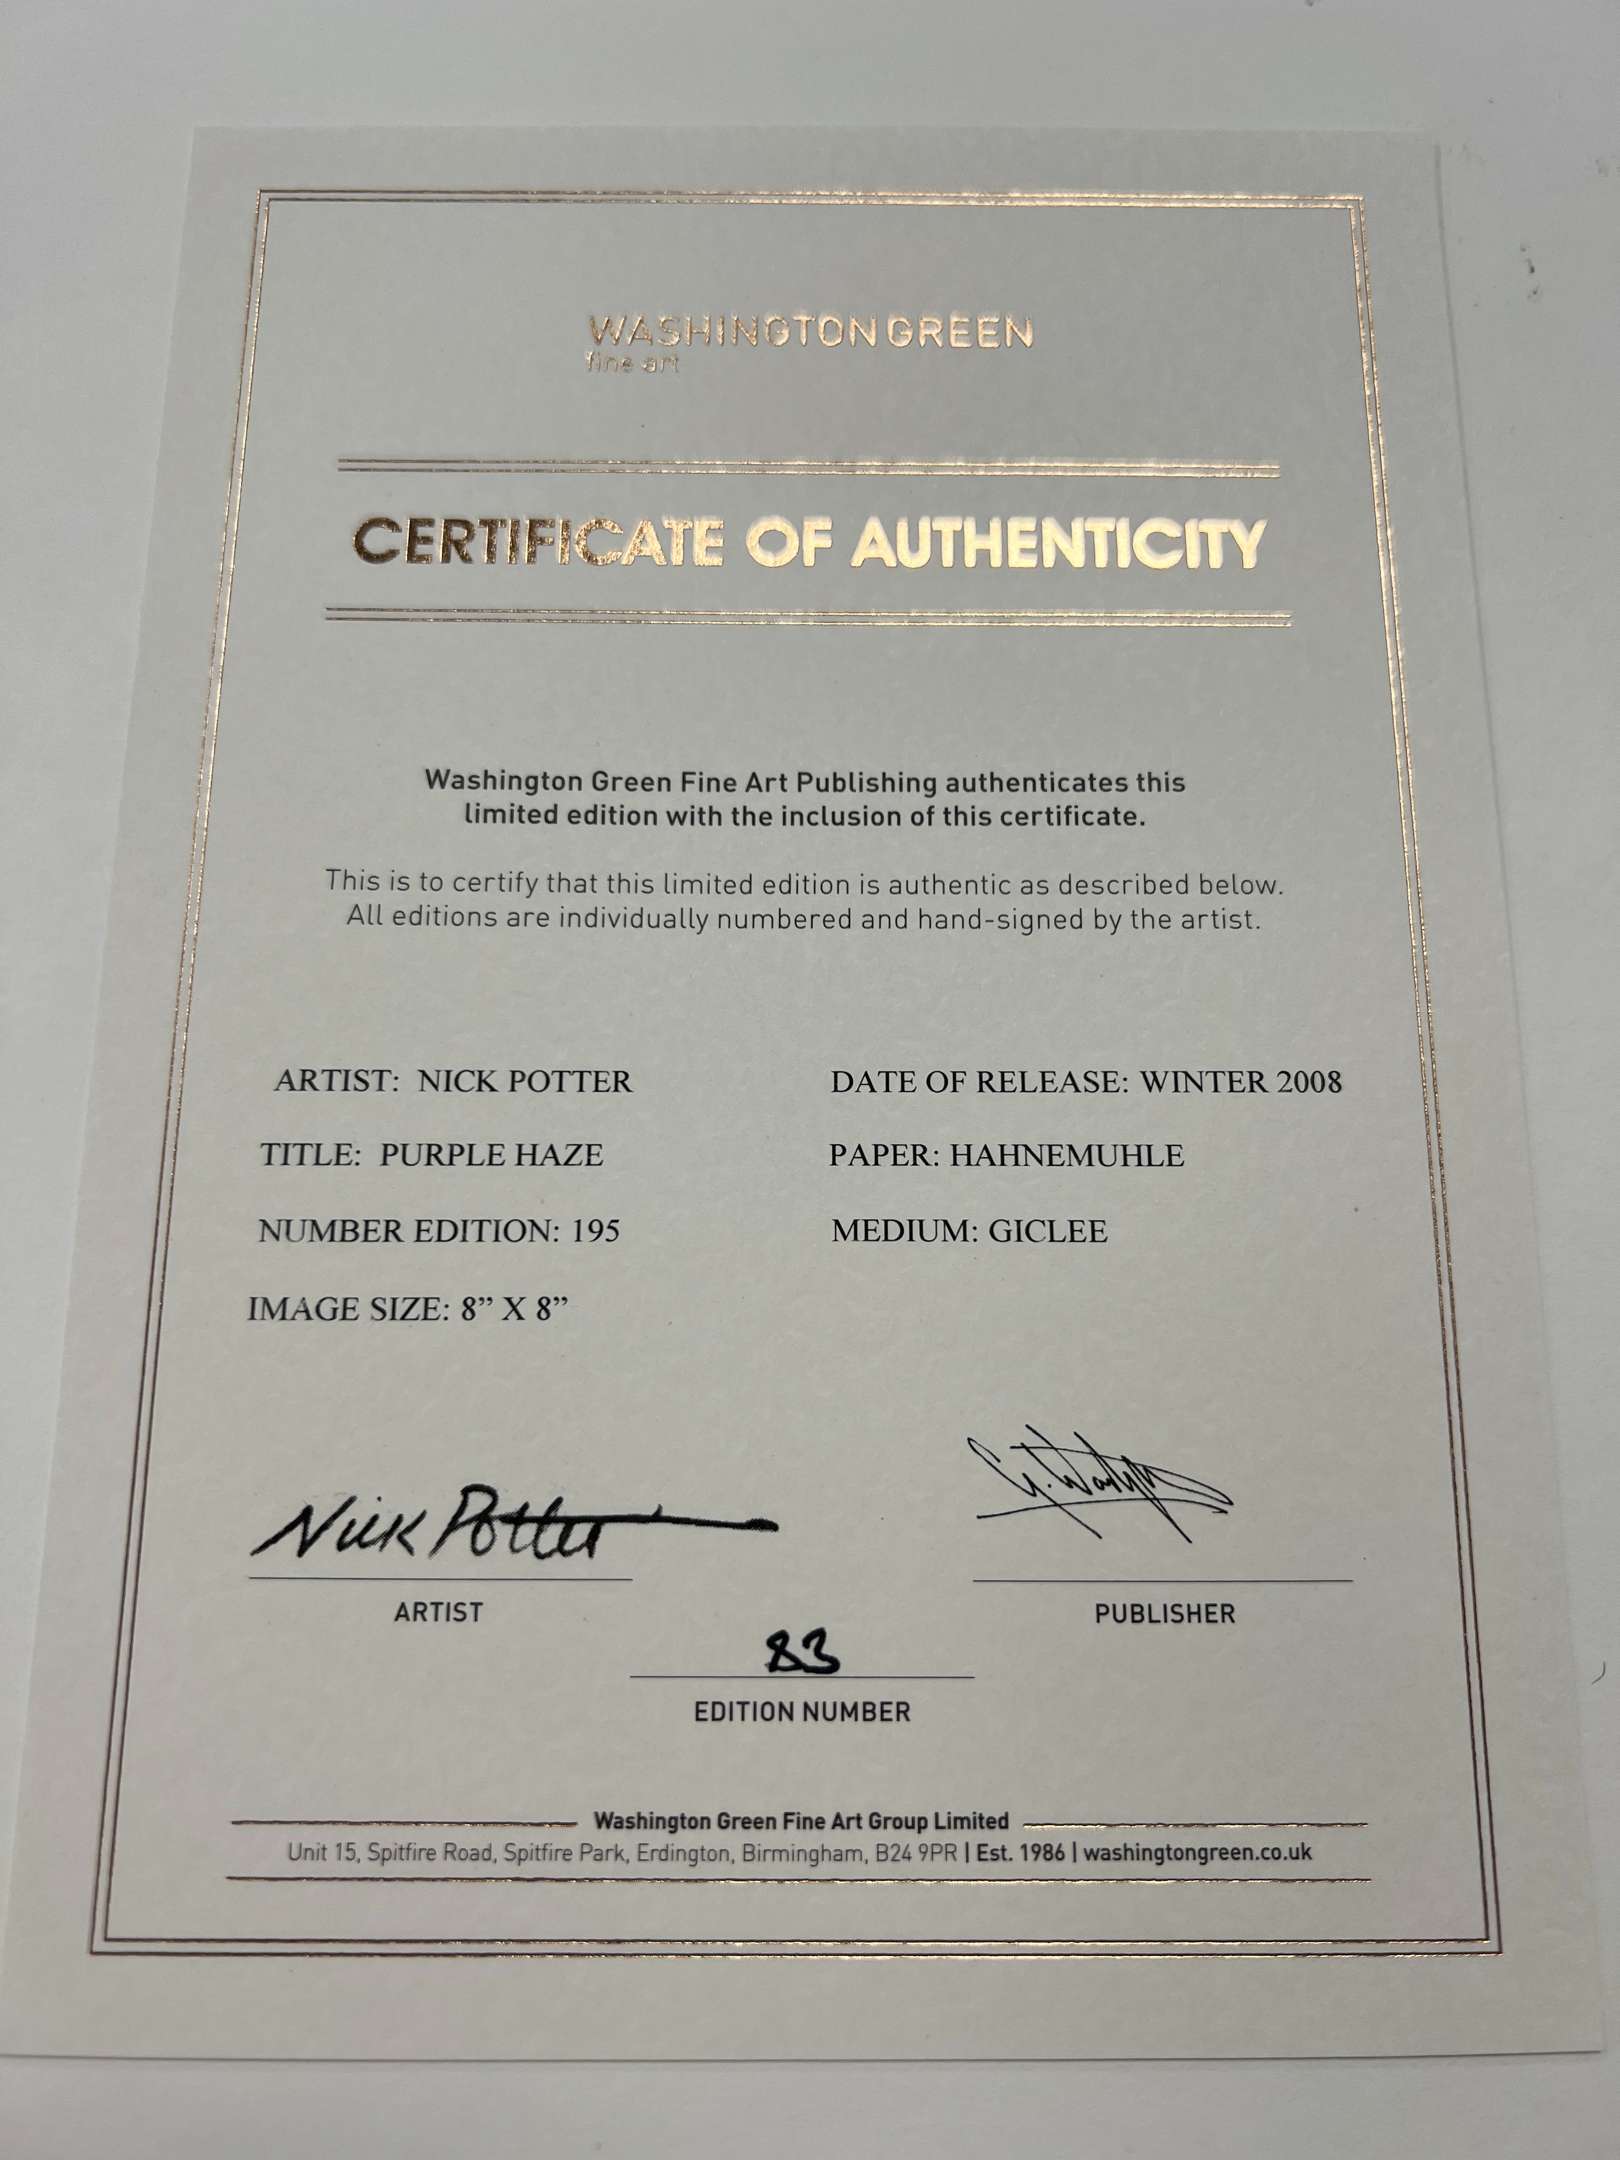 WASHINGTON GREEN
fine art
CERTIFICATE OF AUTHENTICITY
Washington Green Fine Art Publishing authenticates this
limited edition with the inclusion of this certificate.
This is to certify that this limited edition is authentic as described below.
All editions are individually numbered and hand-signed by the artist.
ARTIST: NICK POTTER
DATE OF RELEASE: WINTER 2008
TITLE: PURPLE HAZE
PAPER: HAHNEMUHLE
NUMBER EDITION: 195
MEDIUM: GICLEE
IMAGE SIZE: 8” X 8”
Nick Potter
ARTIST
PUBLISHER
83
EDITION NUMBER
Washington Green Fine Art Group Limited
Unit 15, Spitfire Road, Spitfire Park, Erdington, Birmingham, B24 9PR | Est. 1986 | washingtongreen.co.uk